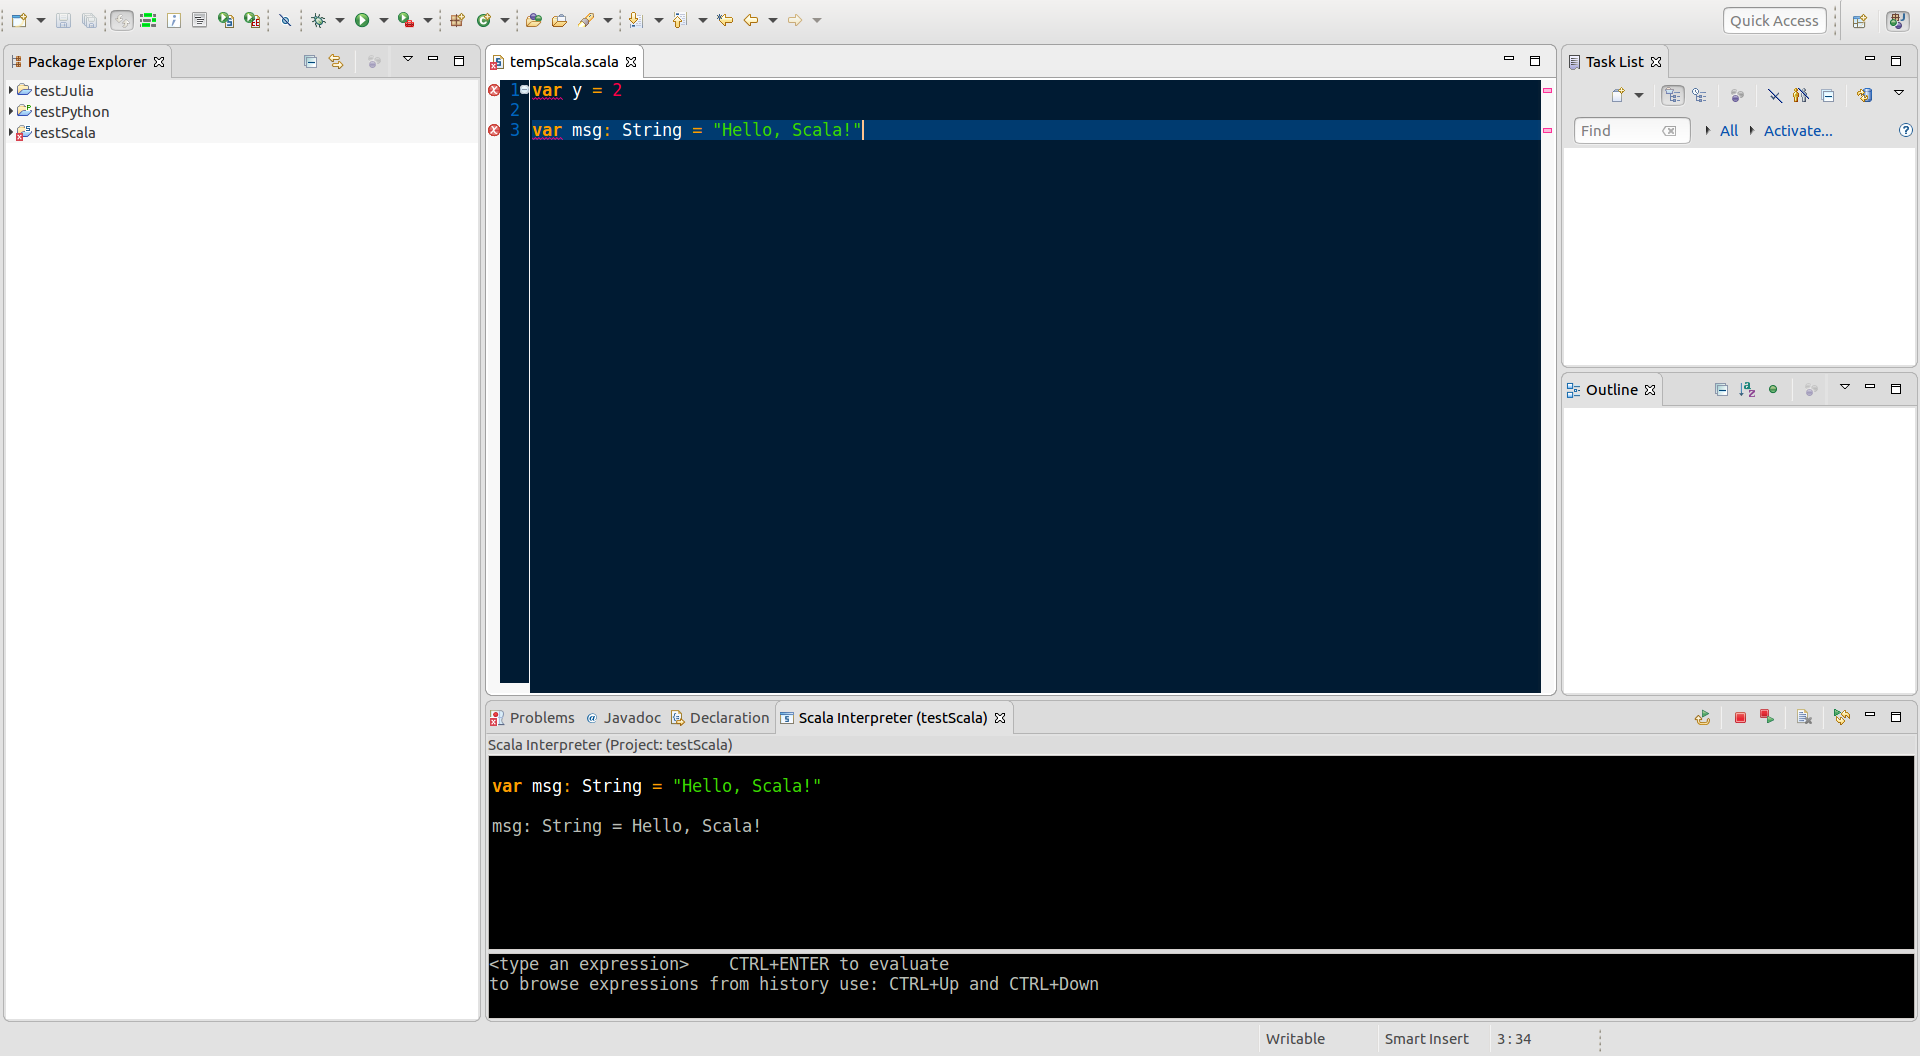 Quick Access
Package Explorer
testJulia
testPython
testScala
tempScala.scala
1 var y = 2
2
3 var msg: String = "Hello, Scala!"
Task List
Find
All
Activate...
Outline
Problems
Javadoc
Declaration
Scala Interpreter (testScala)
Scala Interpreter (Project: testScala)
var msg: String = "Hello, Scala!"
msg: String = Hello, Scala!
<type an expression>    CTRL+ENTER to evaluate
to browse expressions from history use: CTRL+Up and CTRL+Down
Writable
Smart Insert
3 : 34